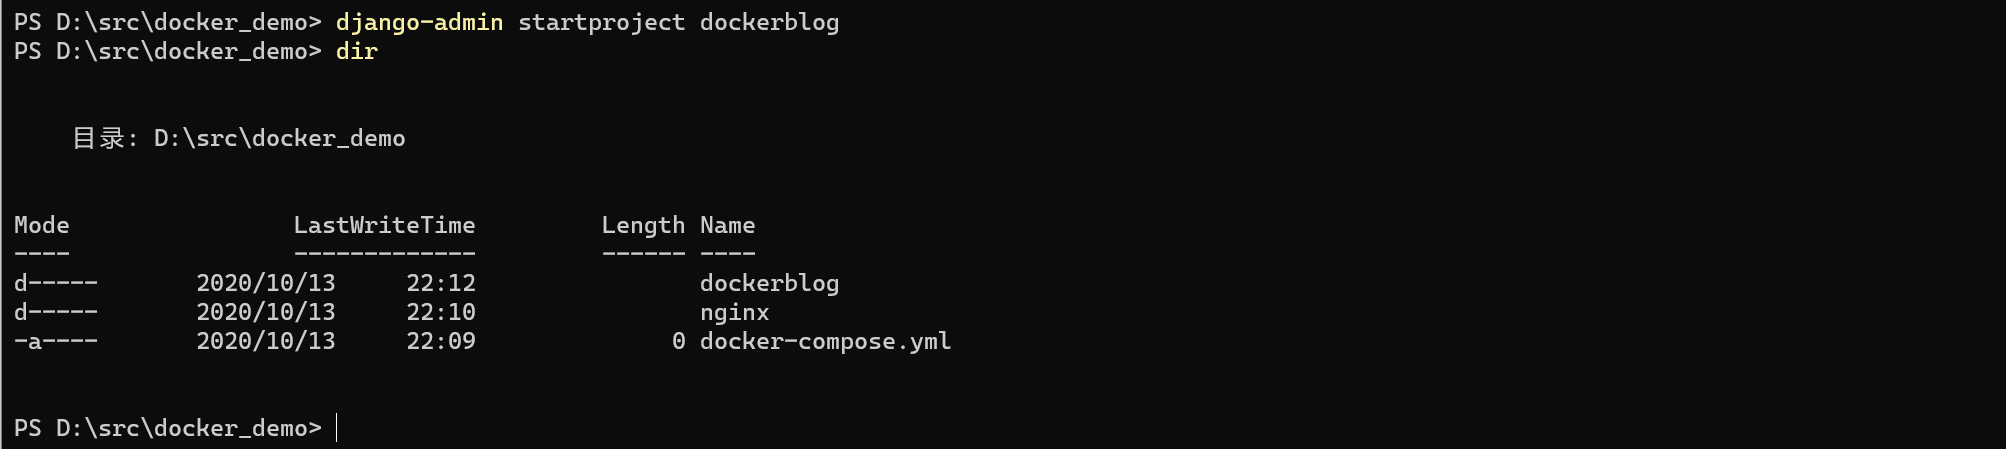 PS D:\src\docker_demo> django-admin startproject dockerblog
PS D:\src\docker_demo> dir
目录: D:\src\docker_demo
Mode                LastWriteTime         Length Name
----                -------------         ------ ----
d-----       2020/10/13     22:12                dockerblog
d-----       2020/10/13     22:10                nginx
-a----       2020/10/13     22:09              0 docker-compose.yml
PS D:\src\docker_demo>